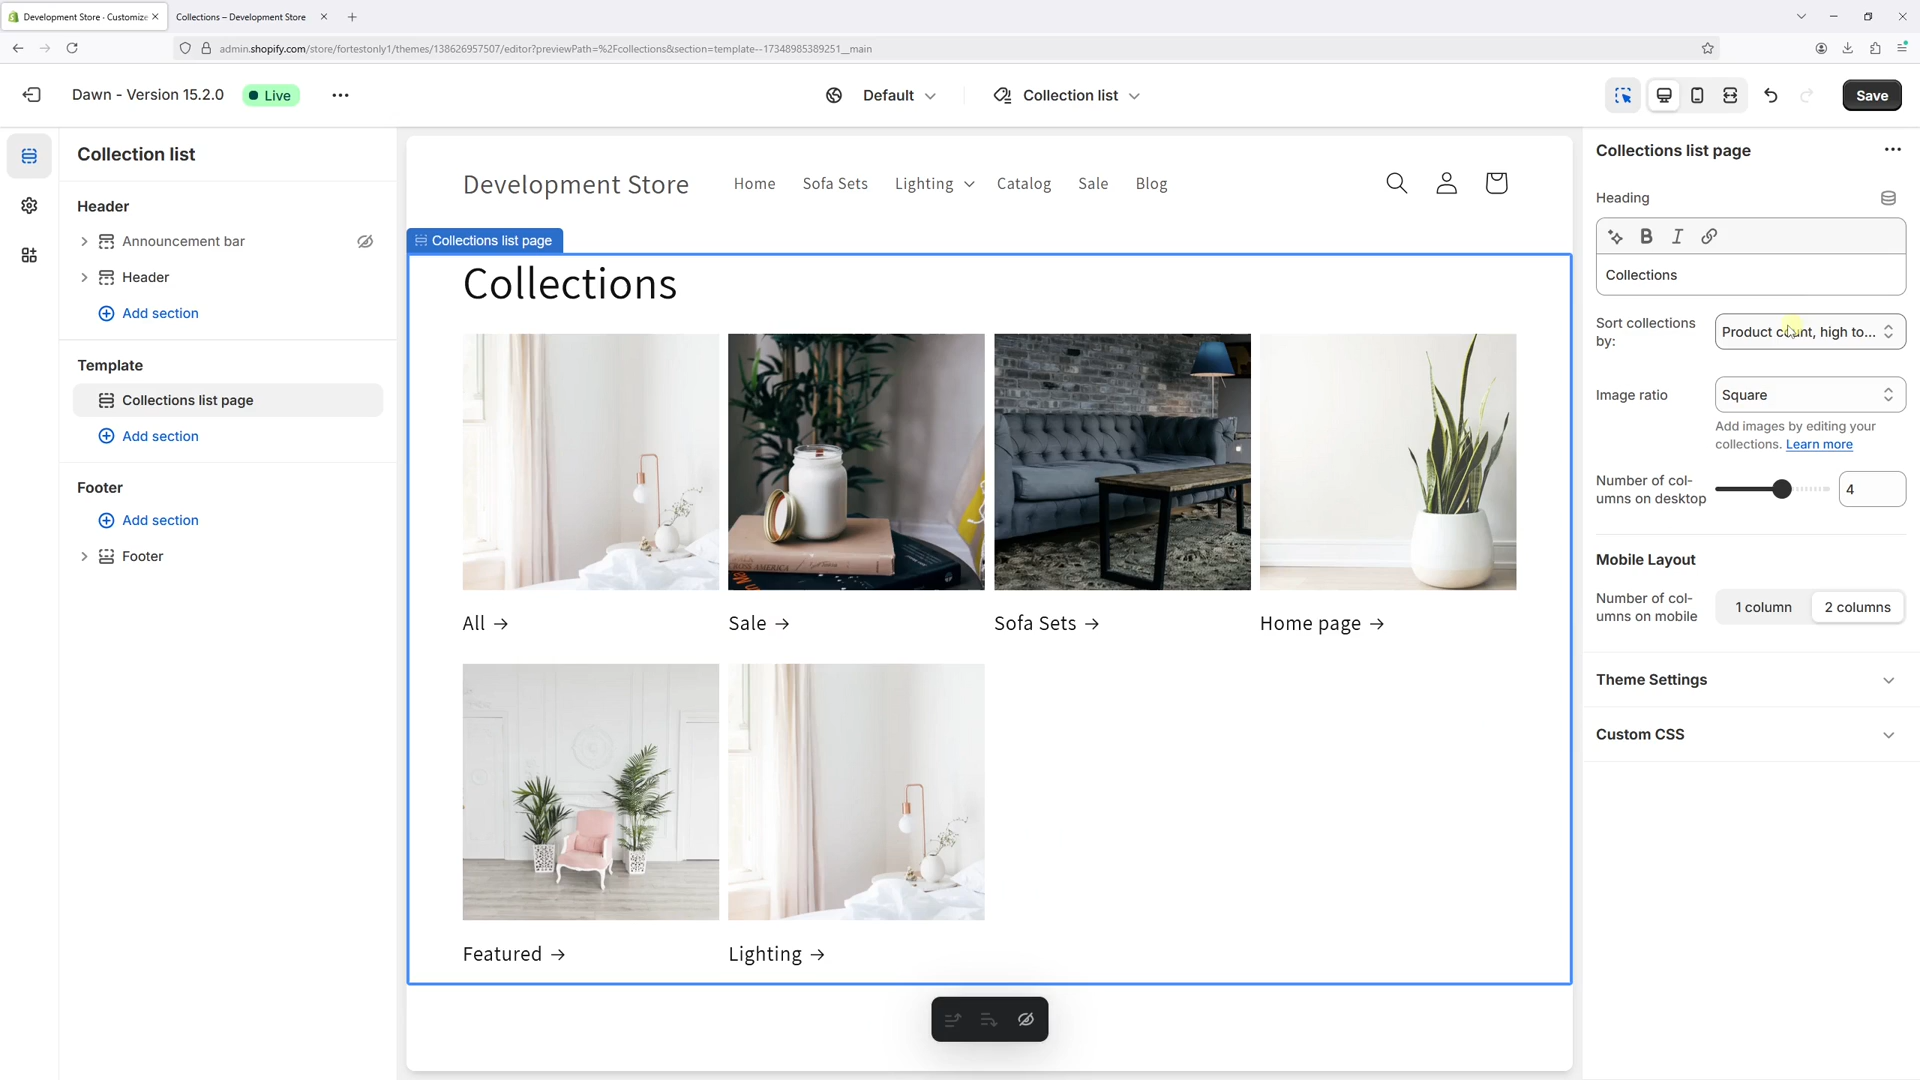 Development Store · Customize
Collections – Development Store
admin.shopify.com/store/fortestonly1/themes/138626957507/editor?previewPath=%2Fcollections&section=template--17348985389251__main
Dawn - Version 15.2.0
Live
Default
Collection list
Save
Collection list
Header
Announcement bar
Header
Add section
Template
Collections list page
Add section
Footer
Add section
Footer
Development Store
Home
Sofa Sets
Lighting
Catalog
Sale
Blog
Collections list page
Collections
All →
Sale →
Sofa Sets →
Home page →
Featured →
Lighting →
Collections list page
Heading
Collections
Sort collections
by:
Product count, high to...
Image ratio
Square
Add images by editing your
collections. Learn more
Number of col-
umns on desktop
4
Mobile Layout
Number of col-
umns on mobile
1 column
2 columns
Theme Settings
Custom CSS